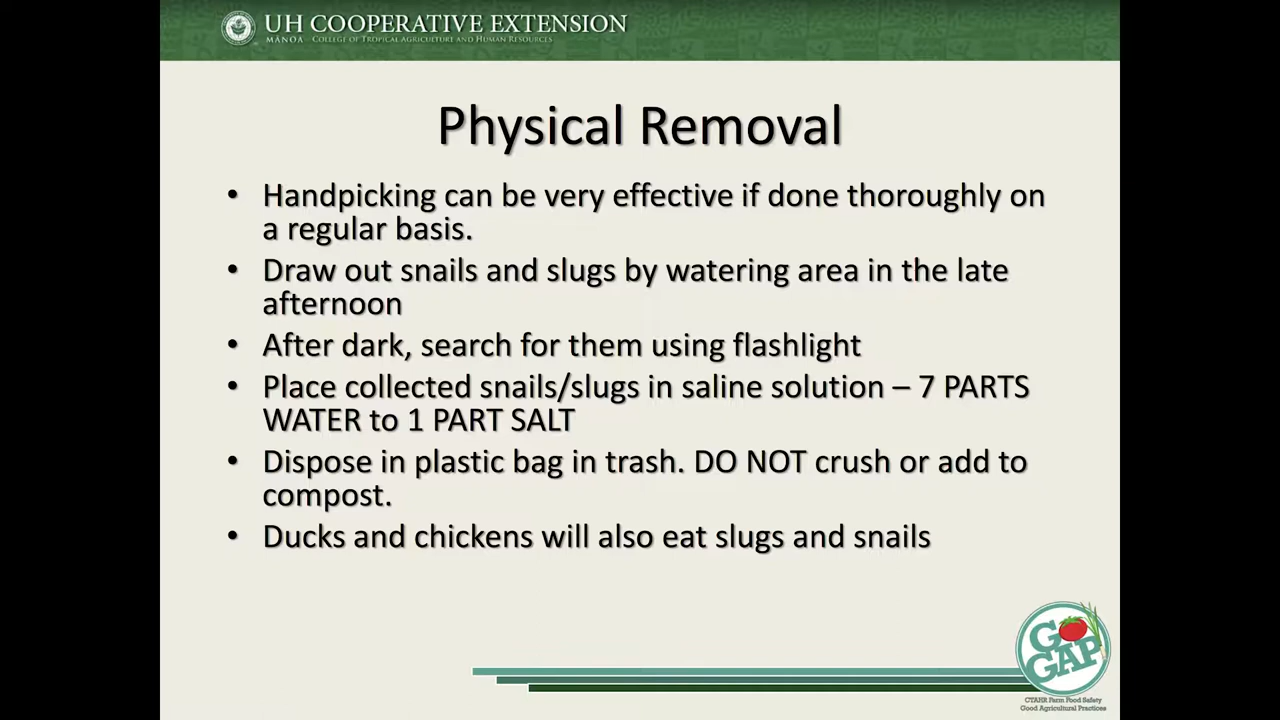 UH COOPERATIVE EXTENSION
MĀNOA COLLEGE OF TROPICAL AGRICULTURE AND HUMAN RESOURCES
Physical Removal
• Handpicking can be very effective if done thoroughly on
a regular basis.
• Draw out snails and slugs by watering area in the late
afternoon
• After dark, search for them using flashlight
• Place collected snails/slugs in saline solution – 7 PARTS
WATER to 1 PART SALT
• Dispose in plastic bag in trash. DO NOT crush or add to
compost.
• Ducks and chickens will also eat slugs and snails
GO
GAP
CTAHR Farm Food Safety
Good Agricultural Practices